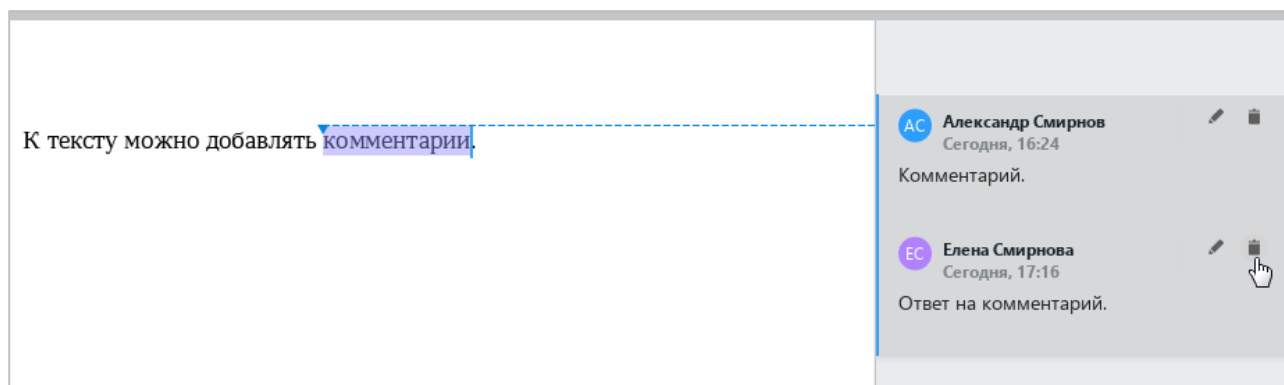 К тексту можно добавлять комментарии.
АС
Александр Смирнов
Сегодня, 16:24
Комментарий.
ЕС
Елена Смирнова
Сегодня, 17:16
Ответ на комментарий.